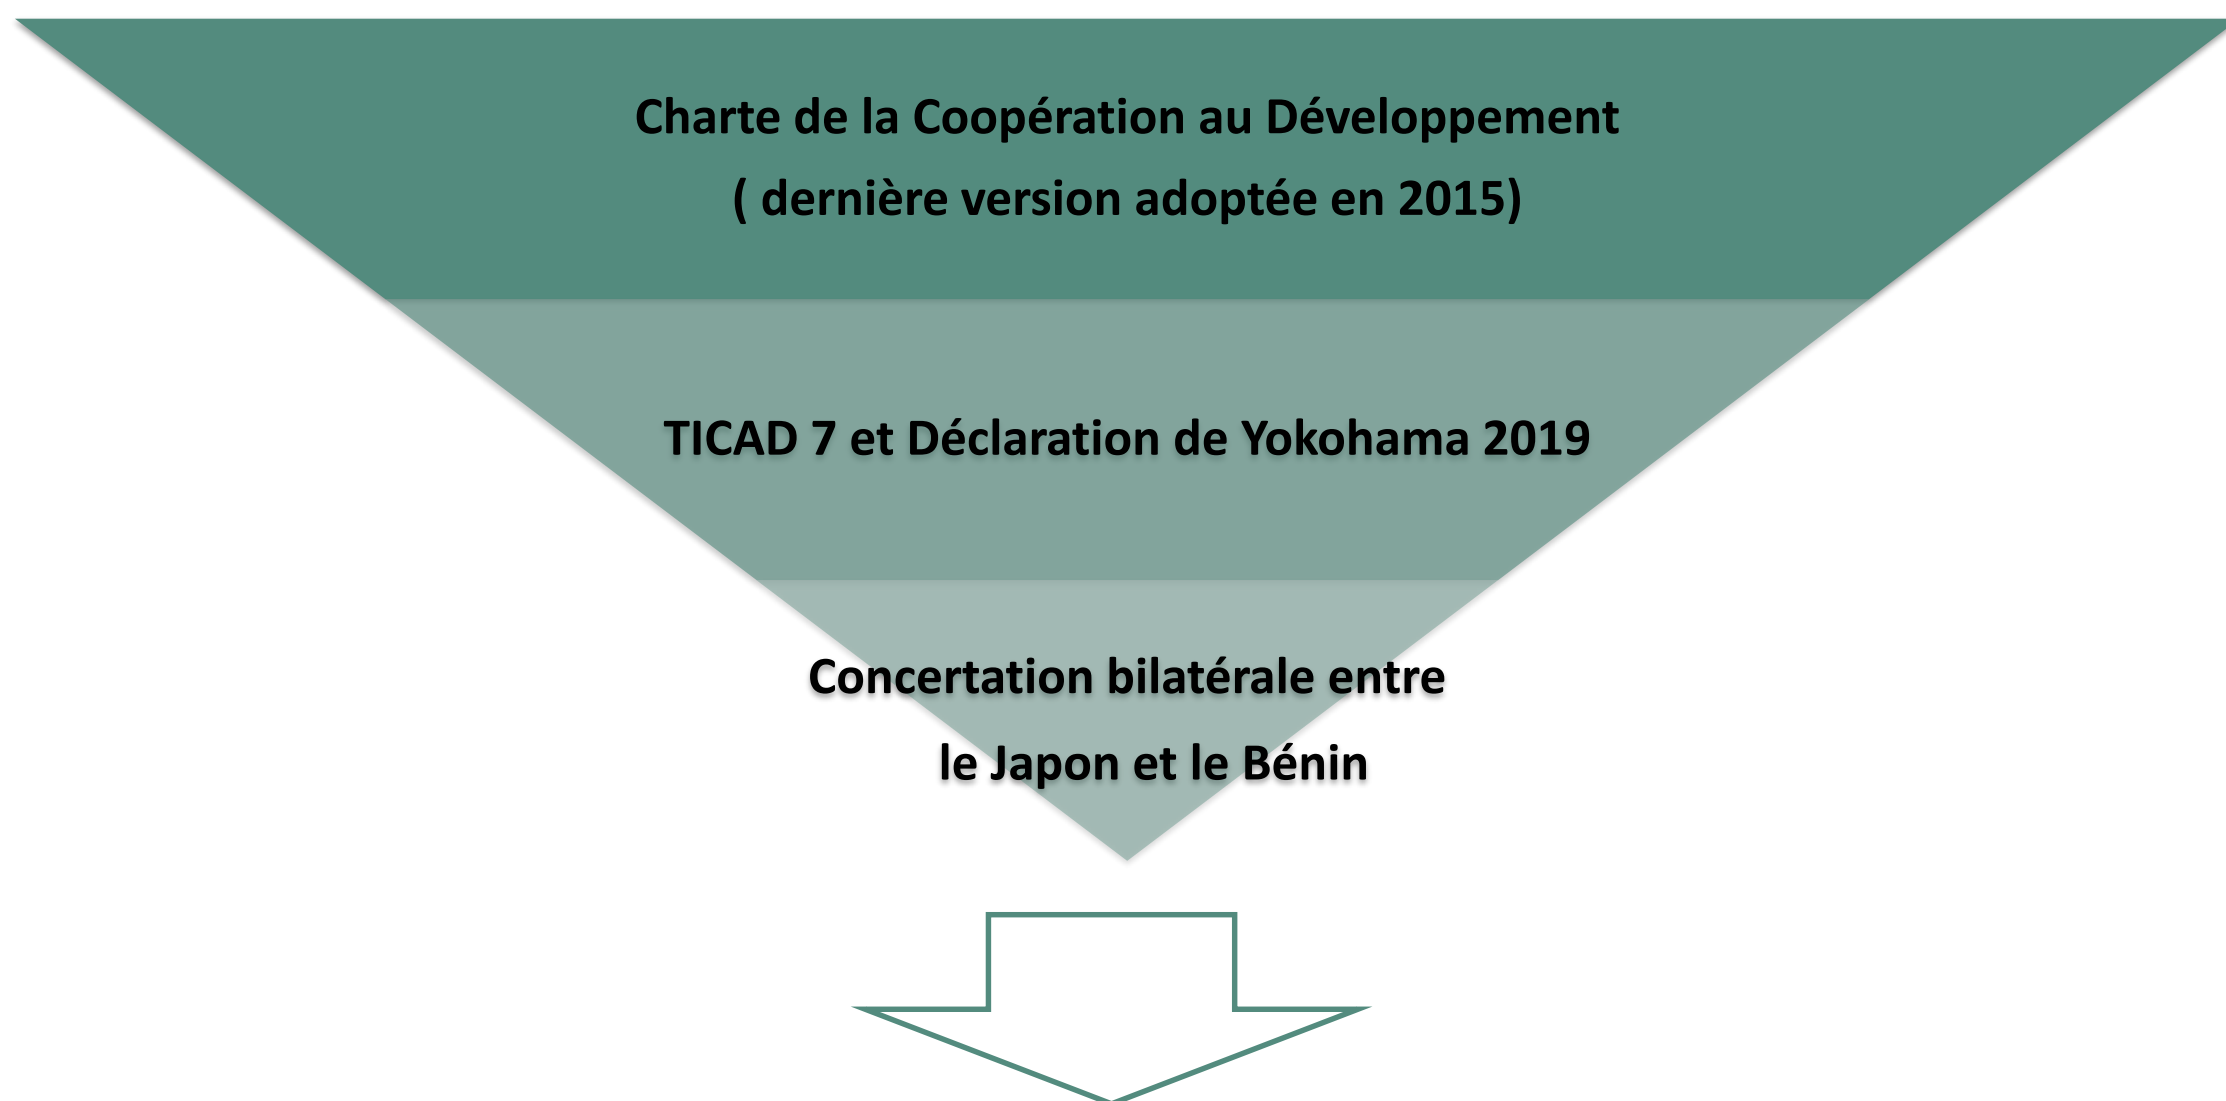 Charte de la Coopération au Développement
( dernière version adoptée en 2015)
TICAD 7 et Déclaration de Yokohama 2019
Concertation bilatérale entre
le Japon et le Bénin